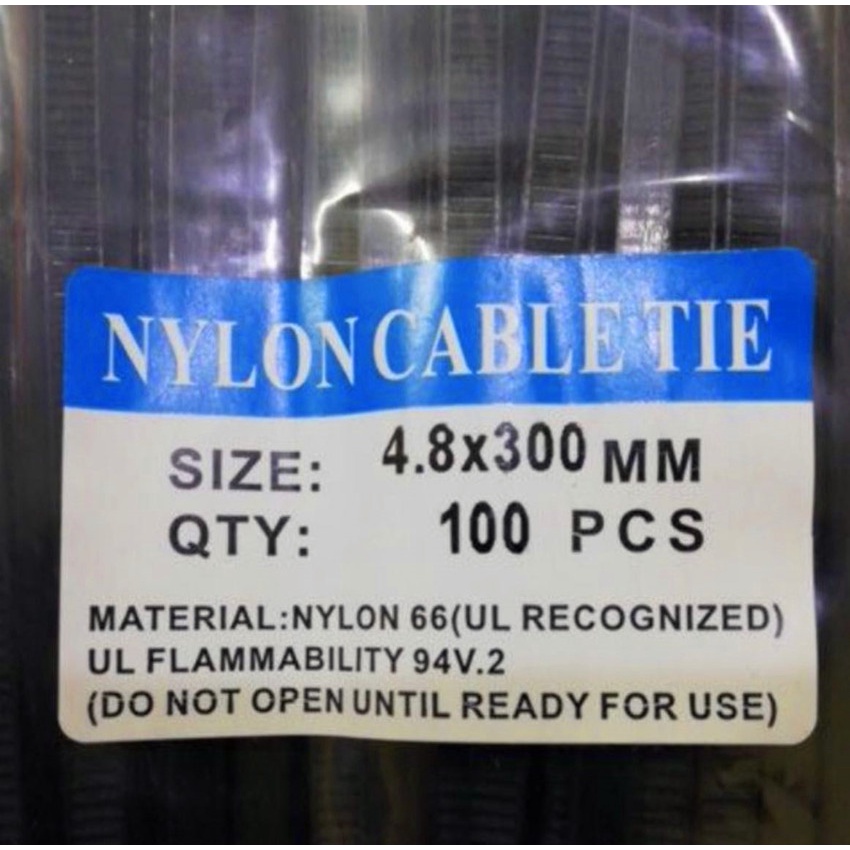 NYLON CABLE TIE
SIZE: 4.8x300 MM
QTY: 100 PCS
MATERIAL:NYLON 66(UL RECOGNIZED)
UL FLAMMABILITY 94V.2
(DO NOT OPEN UNTIL READY FOR USE)